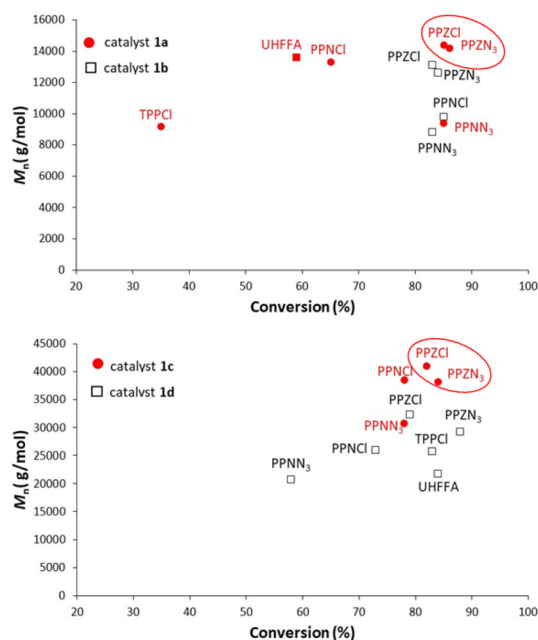 16000
14000
12000
10000
8000
6000
4000
2000
0
Mn( g/mol)
catalyst 1a
catalyst 1b
TPPCl
UHFFA
PPNCl
PPZCl
PPZN3
PPZCl
PPZN3
PPNCl
PPNN3
PPNN3
20 30 40 50 60 70 80 90 100
Conversion (%)
45000
40000
35000
30000
25000
20000
15000
10000
5000
0
Mn( g/mol)
catalyst 1c
catalyst 1d
PPZCl
PPNCl
PPZN3
PPZCl
PPNN3
PPZN3
PPNCl
TPPCl
PPNN3
UHFFA
20 30 40 50 60 70 80 90 100
Conversion (%)